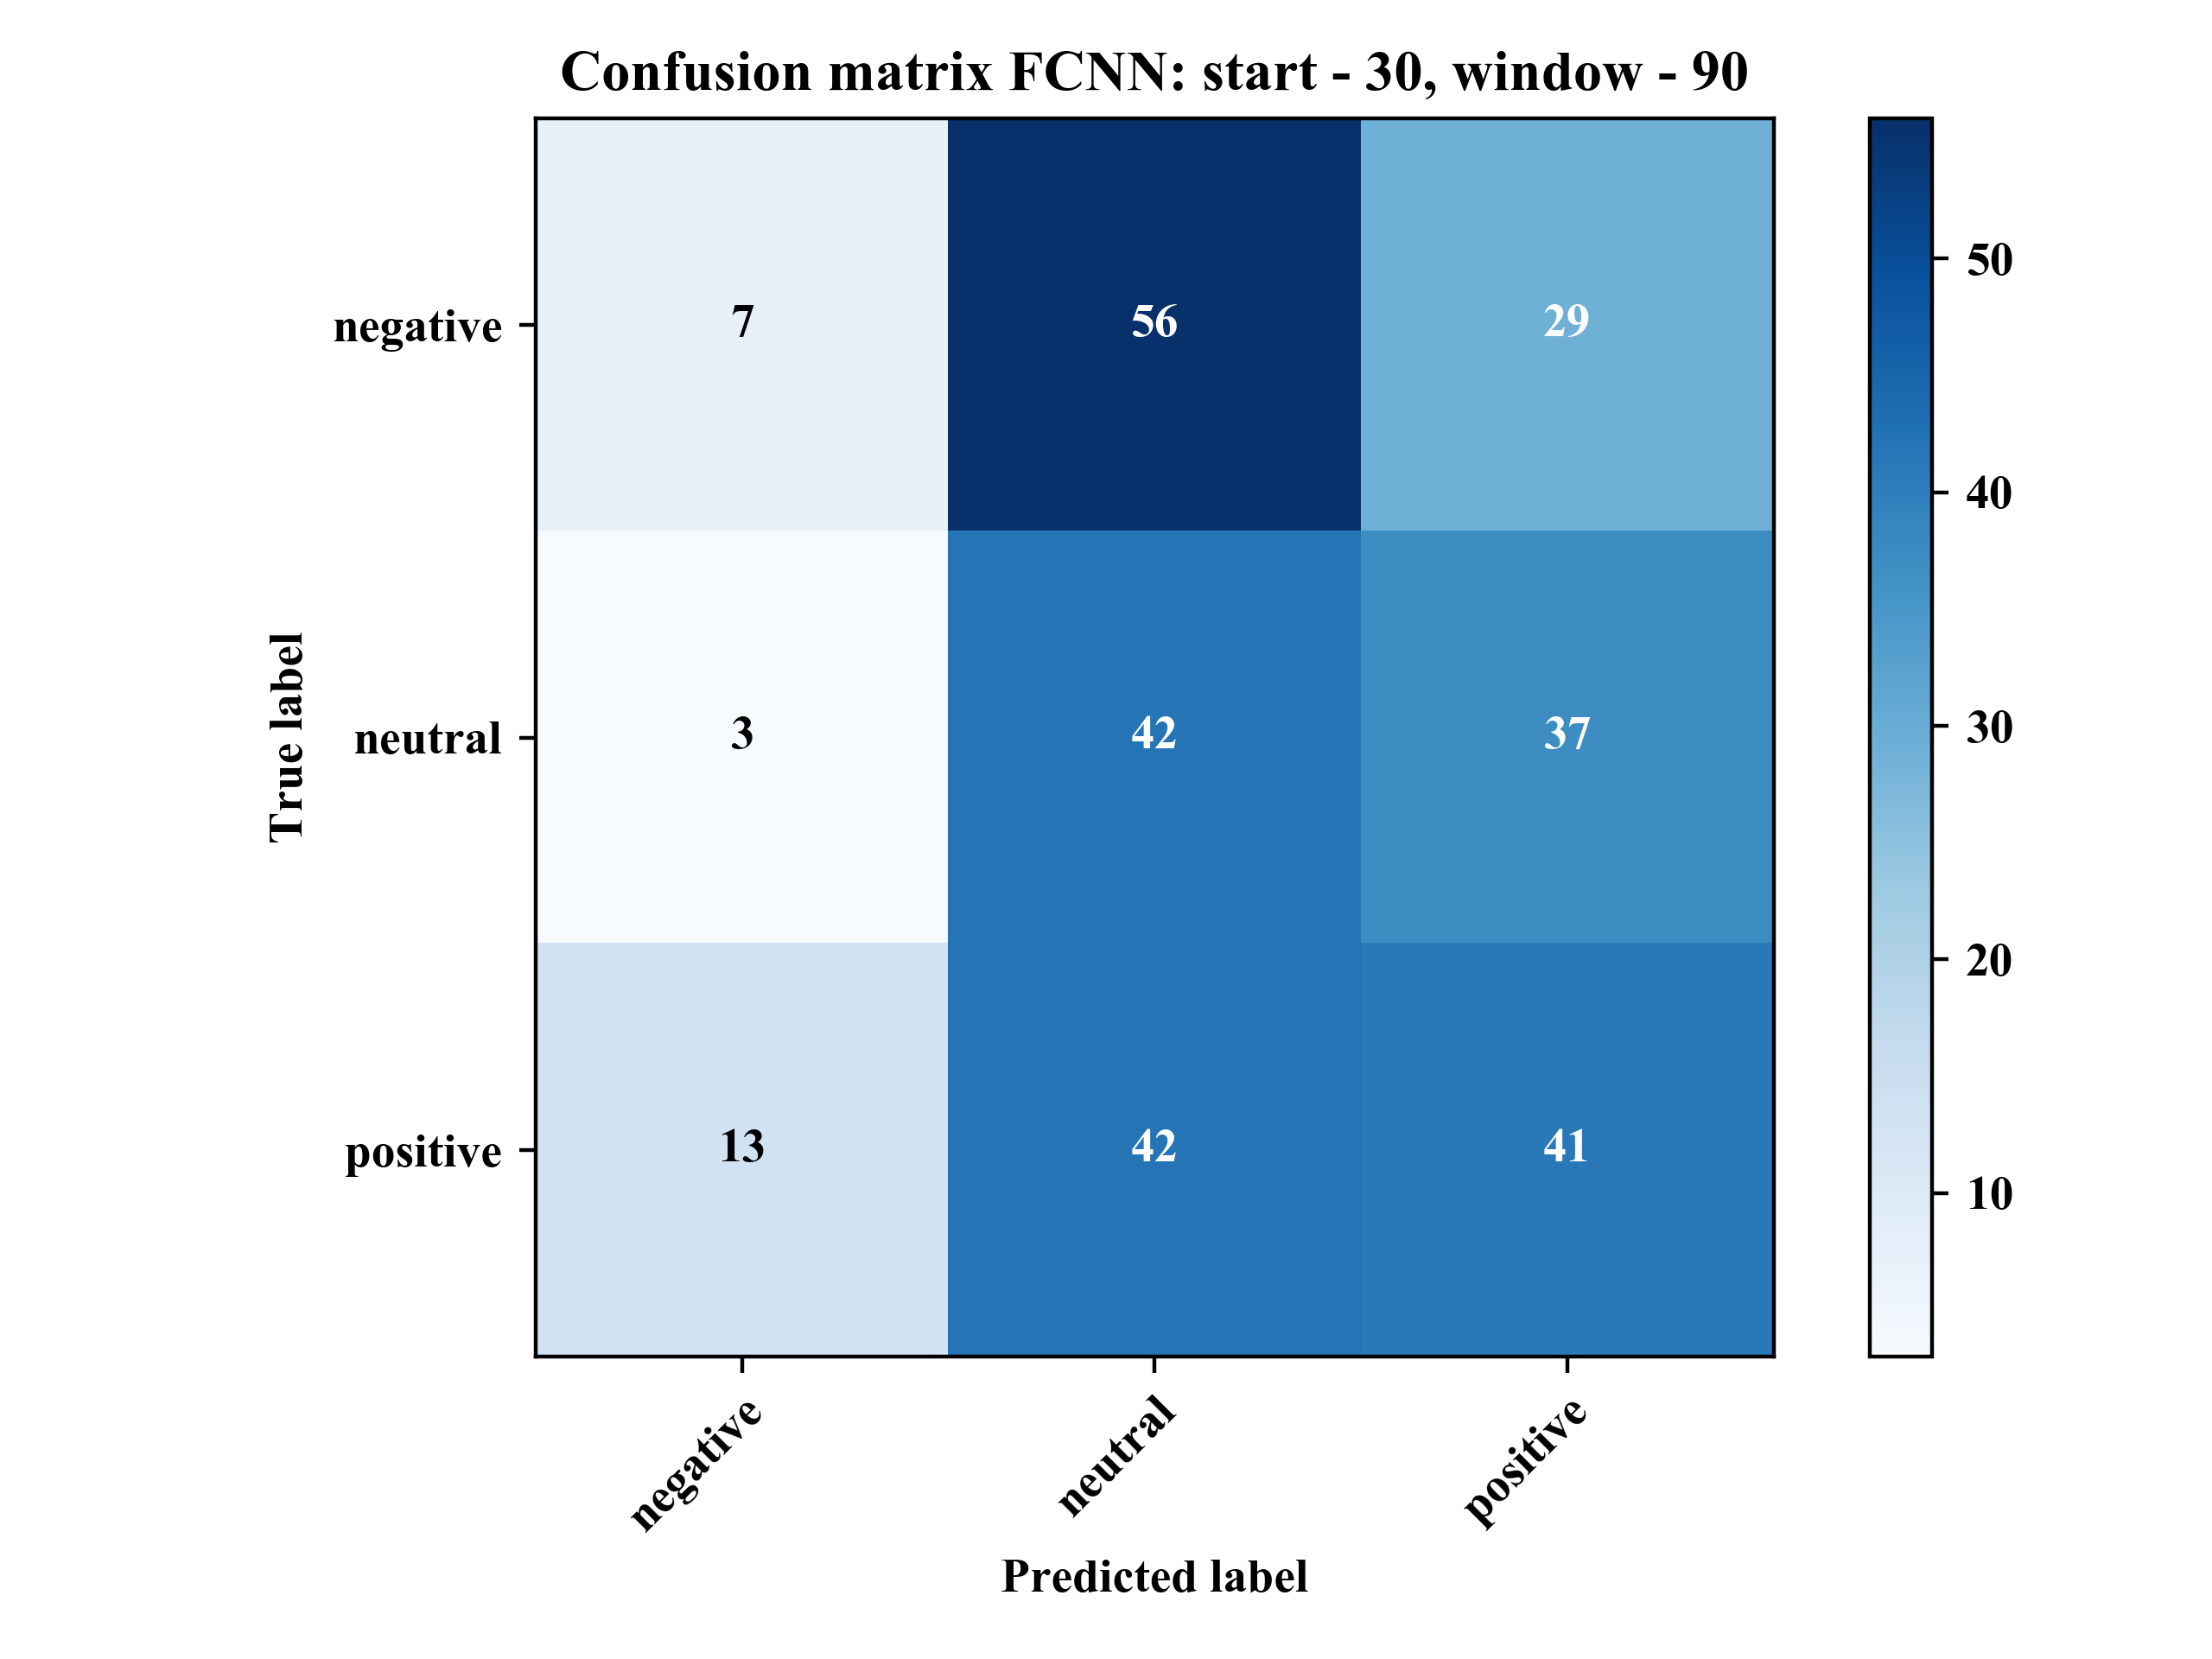 Confusion matrix FCNN: start - 30, window - 90
True label
negative
7
56
29
neutral
3
42
37
positive
13
42
41
negative
neutral
positive
Predicted label
50
40
30
20
10